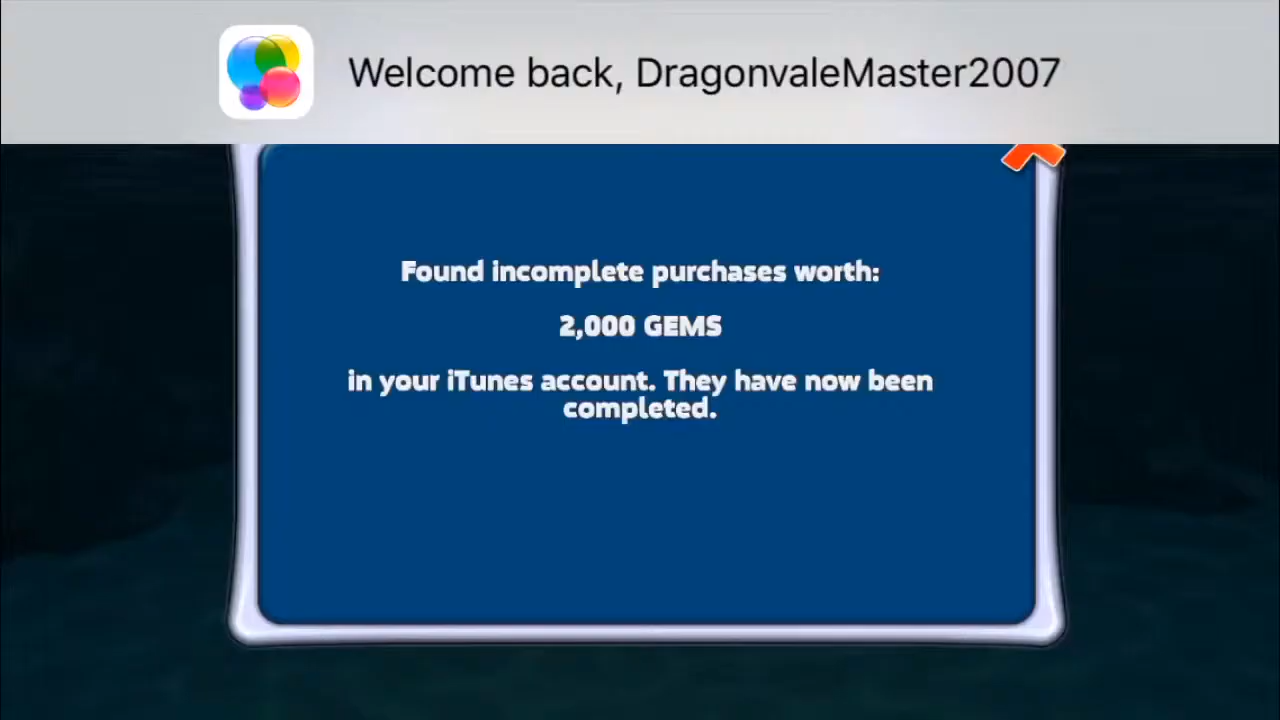 Welcome back, DragonvaleMaster2007
Found incomplete purchases worth:
2,000 GEMS
in your iTunes account. They have now been
completed.